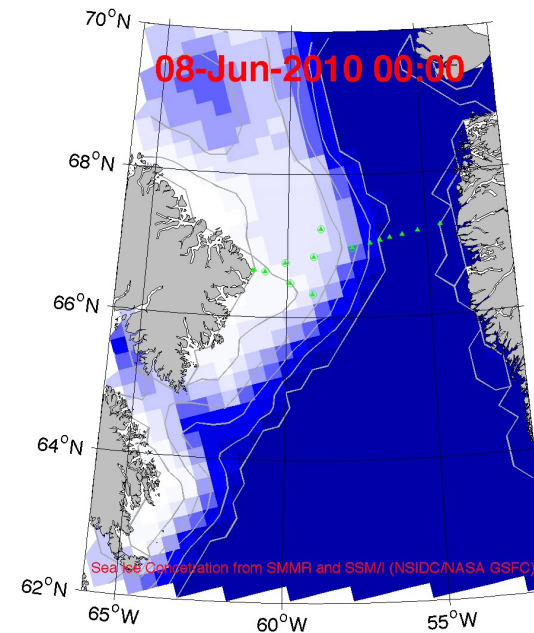 70°N
08-Jun-2010 00:00
68°N
66°N
64°N
Sea Ice Concetration from SMMR and SSM/I (NSIDC/NASA GSFC)
62°N
65°W
60°W
55°W